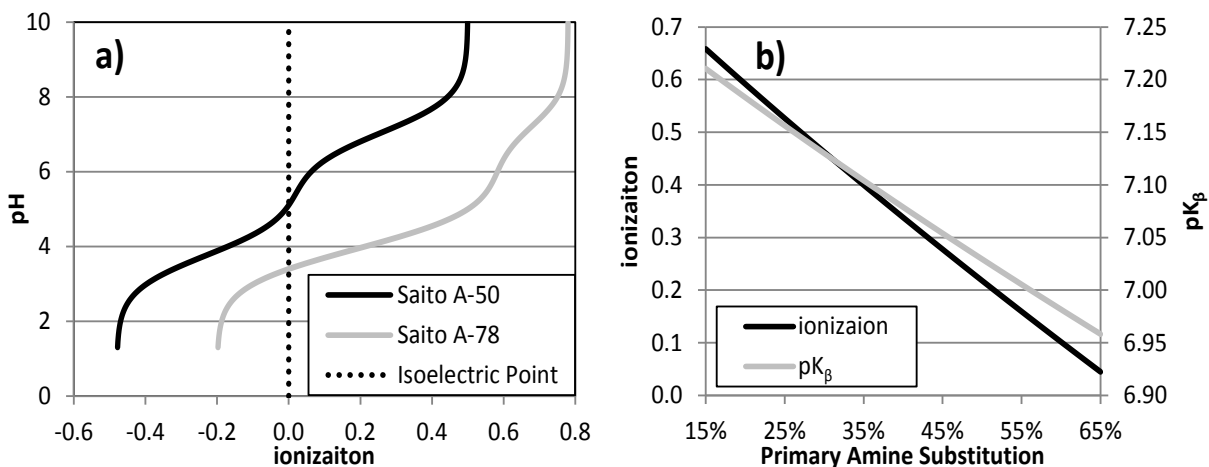 a)
10
8
6
4
2
0
pH
-0.6 -0.4 -0.2 0.0 0.2 0.4 0.6 0.8
ionizaiton
Saito A-50
Saito A-78
Isoelectric Point
b)
0.7
0.6
0.5
0.4
0.3
0.2
0.1
0.0
ionizaiton
7.25
7.20
7.15
7.10
7.05
7.00
6.95
6.90
pKβ
15% 25% 35% 45% 55% 65%
Primary Amine Substitution
ionizaion
pKβ